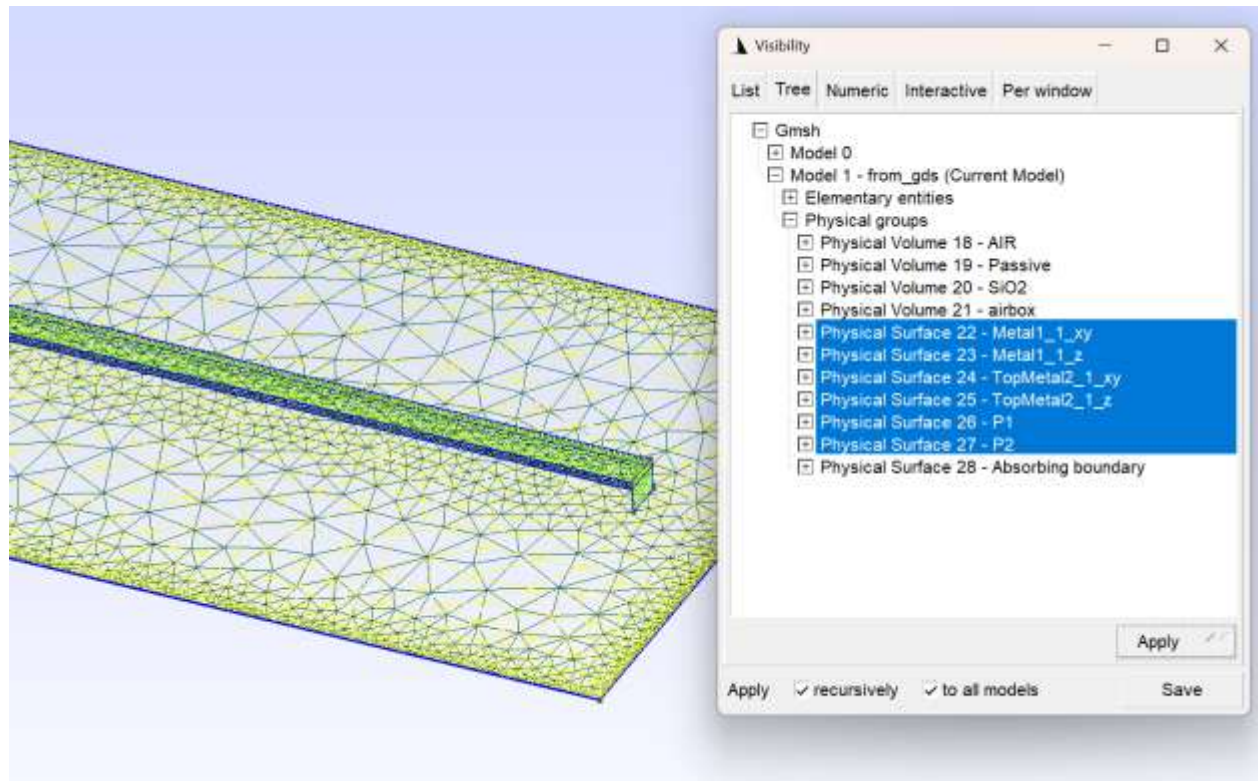 Visibility
List Tree Numeric Interactive Per window
Gmsh
Model 0
Model 1 - from_gds (Current Model)
Elementary entities
Physical groups
Physical Volume 18 - AIR
Physical Volume 19 - Passive
Physical Volume 20 - SiO2
Physical Volume 21 - airbox
Physical Surface 22 - Metal1_1_xy
Physical Surface 23 - Metal1_1_z
Physical Surface 24 - TopMetal2_1_xy
Physical Surface 25 - TopMetal2_1_z
Physical Surface 26 - P1
Physical Surface 27 - P2
Physical Surface 28 - Absorbing boundary
Apply
Apply recursively to all models Save